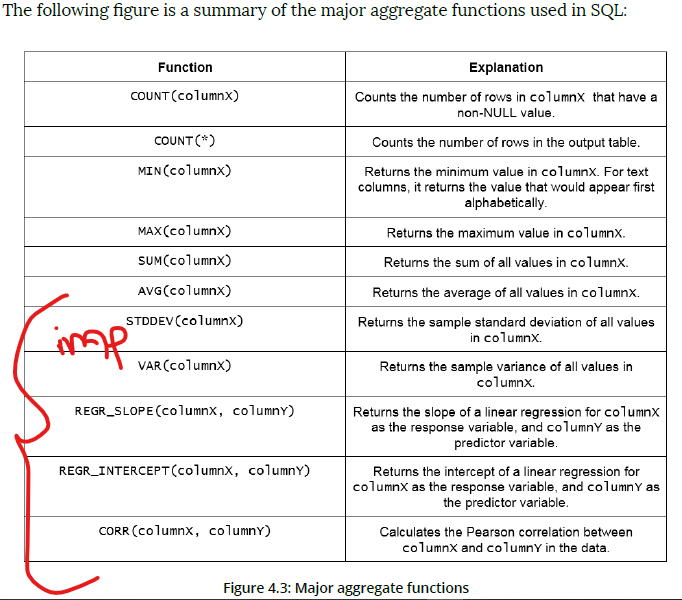 The following figure is a summary of the major aggregate functions used in SQL:
Function
Explanation
COUNT(columnX)
Counts the number of rows in columnX that have a
non-NULL value.
COUNT(*)
Counts the number of rows in the output table.
MIN(columnX)
Returns the minimum value in columnX. For text
columns, it returns the value that would appear first
alphabetically.
MAX(columnX)
Returns the maximum value in columnX.
SUM(columnX)
Returns the sum of all values in columnX.
AVG(columnX)
Returns the average of all values in columnX.
imp
STDDEV(columnX)
Returns the sample standard deviation of all values
in columnX.
VAR(columnX)
Returns the sample variance of all values in
columnX.
REGR_SLOPE(columnX, columnY)
Returns the slope of a linear regression for columnX
as the response variable, and columnY as the
predictor variable.
REGR_INTERCEPT(columnX, columnY)
Returns the intercept of a linear regression for
columnX as the response variable, and columnY as
the predictor variable.
CORR(columnX, columnY)
Calculates the Pearson correlation between
columnX and columnY in the data.
Figure 4.3: Major aggregate functions